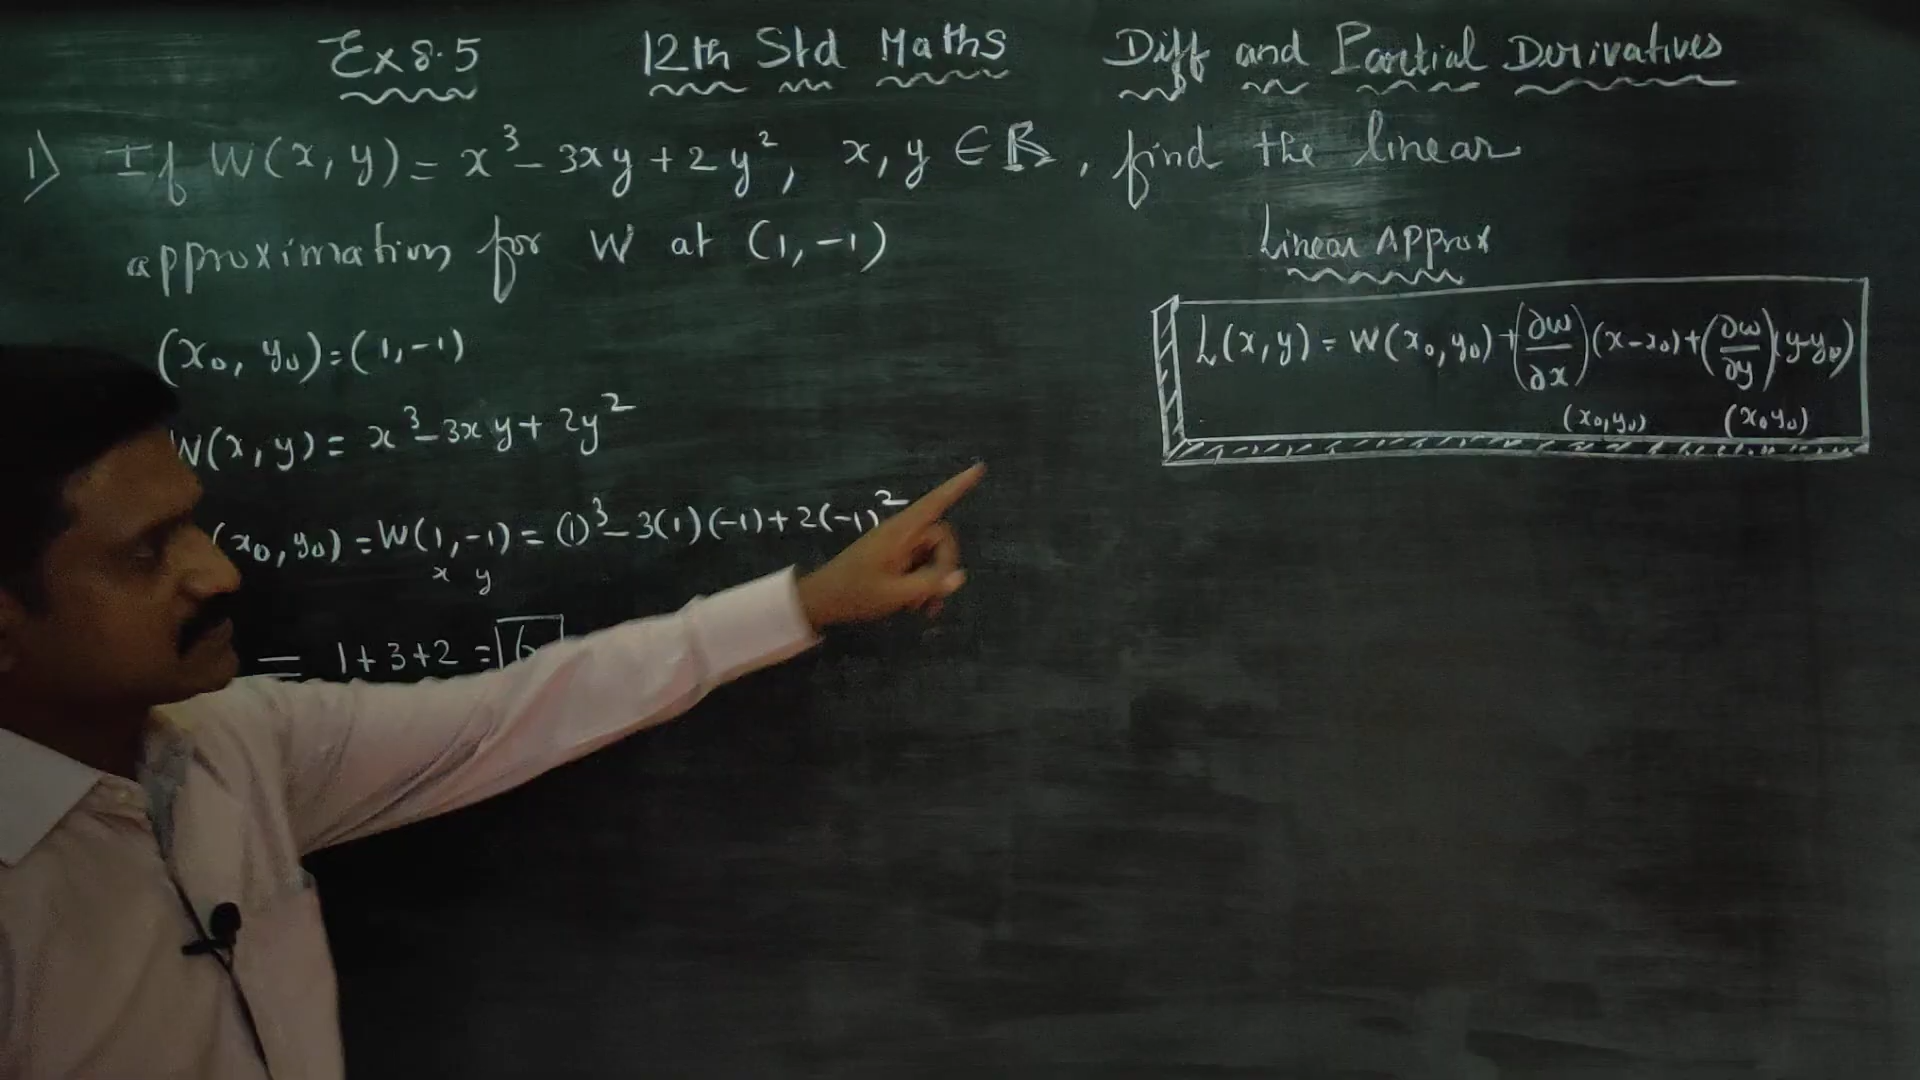 Ex 8.5 12th Std Maths Diff and Partial Derivatives
1) If W(x, y) = x³ - 3xy + 2y², x, y ∈ ℝ, find the linear
approximation for W at (1, -1)
Linear Approx
L(x, y) = W(x₀, y₀) + (∂w/∂x)(x - x₀) + (∂w/∂y)(y - y₀)
(x₀, y₀) (x₀ y₀)
(x₀, y₀) = (1, -1)
W(x, y) = x³ - 3xy + 2y²
(x₀, y₀) = W(1, -1) = (1)³ - 3(1)(-1) + 2(-1)²
x y
= 1 + 3 + 2 = 6